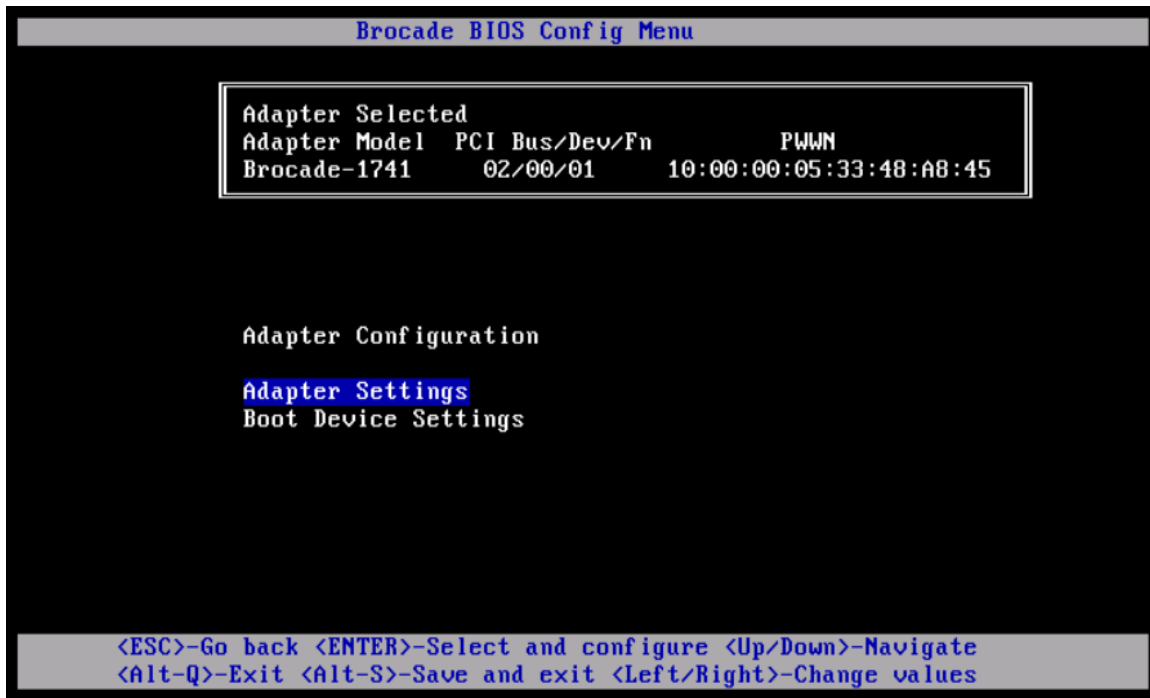 Brocade BIOS Config Menu
Adapter Selected
Adapter Model PCI Bus/Dev/Fn PWWN
Brocade-1741 02/00/01 10:00:00:05:33:48:A8:45
Adapter Configuration
Adapter Settings
Boot Device Settings
<ESC>-Go back <ENTER>-Select and configure <Up/Down>-Navigate
<Alt-Q>-Exit <Alt-S>-Save and exit <Left/Right>-Change values